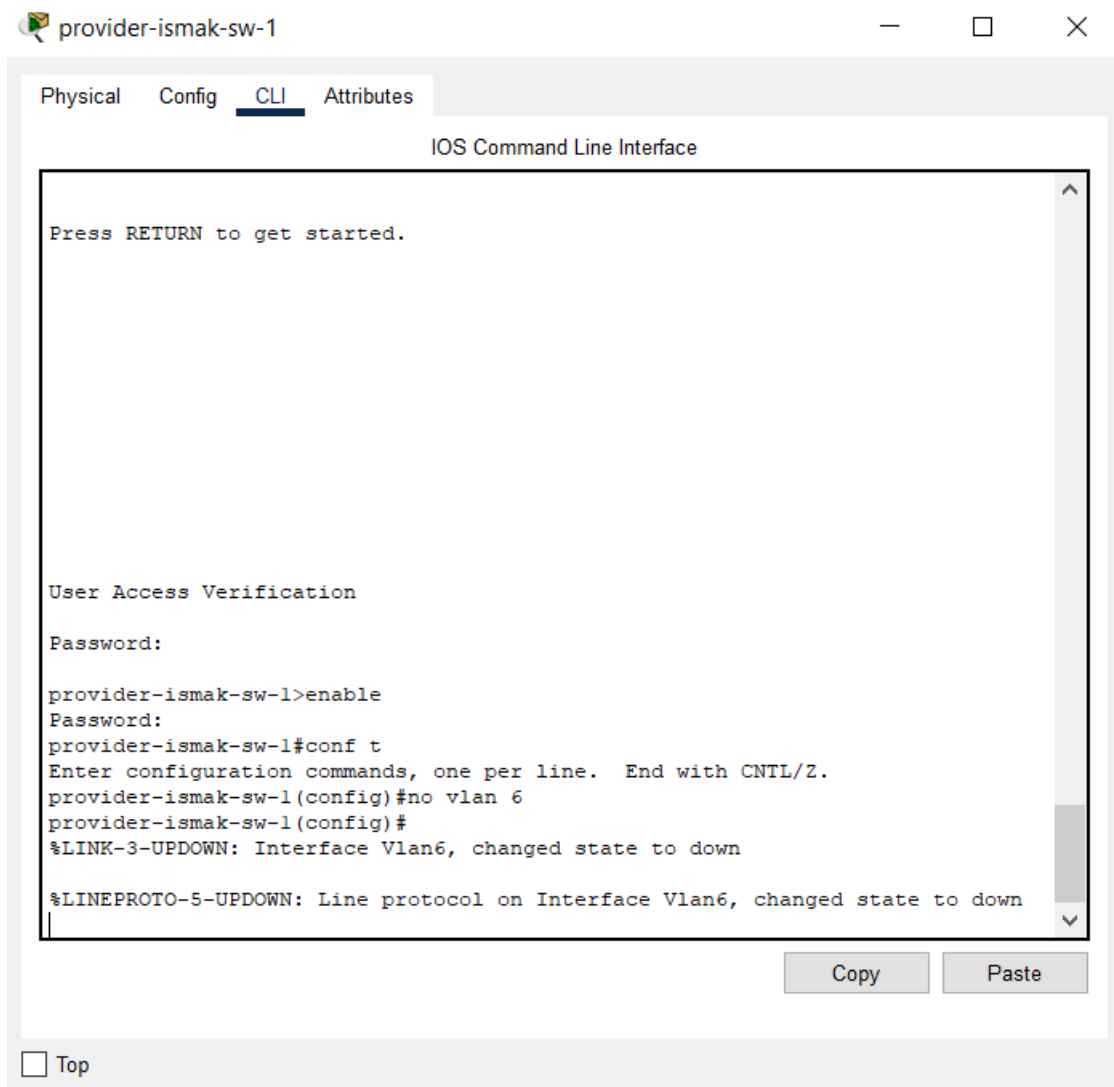 provider-ismak-sw-1
Physical Config CLI Attributes
IOS Command Line Interface
Press RETURN to get started.
User Access Verification
Password:
provider-ismak-sw-1>enable
Password:
provider-ismak-sw-1#conf t
Enter configuration commands, one per line.  End with CNTL/Z.
provider-ismak-sw-1(config)#no vlan 6
provider-ismak-sw-1(config)#
%LINK-3-UPDOWN: Interface Vlan6, changed state to down
%LINEPROTO-5-UPDOWN: Line protocol on Interface Vlan6, changed state to down
Copy Paste
Top